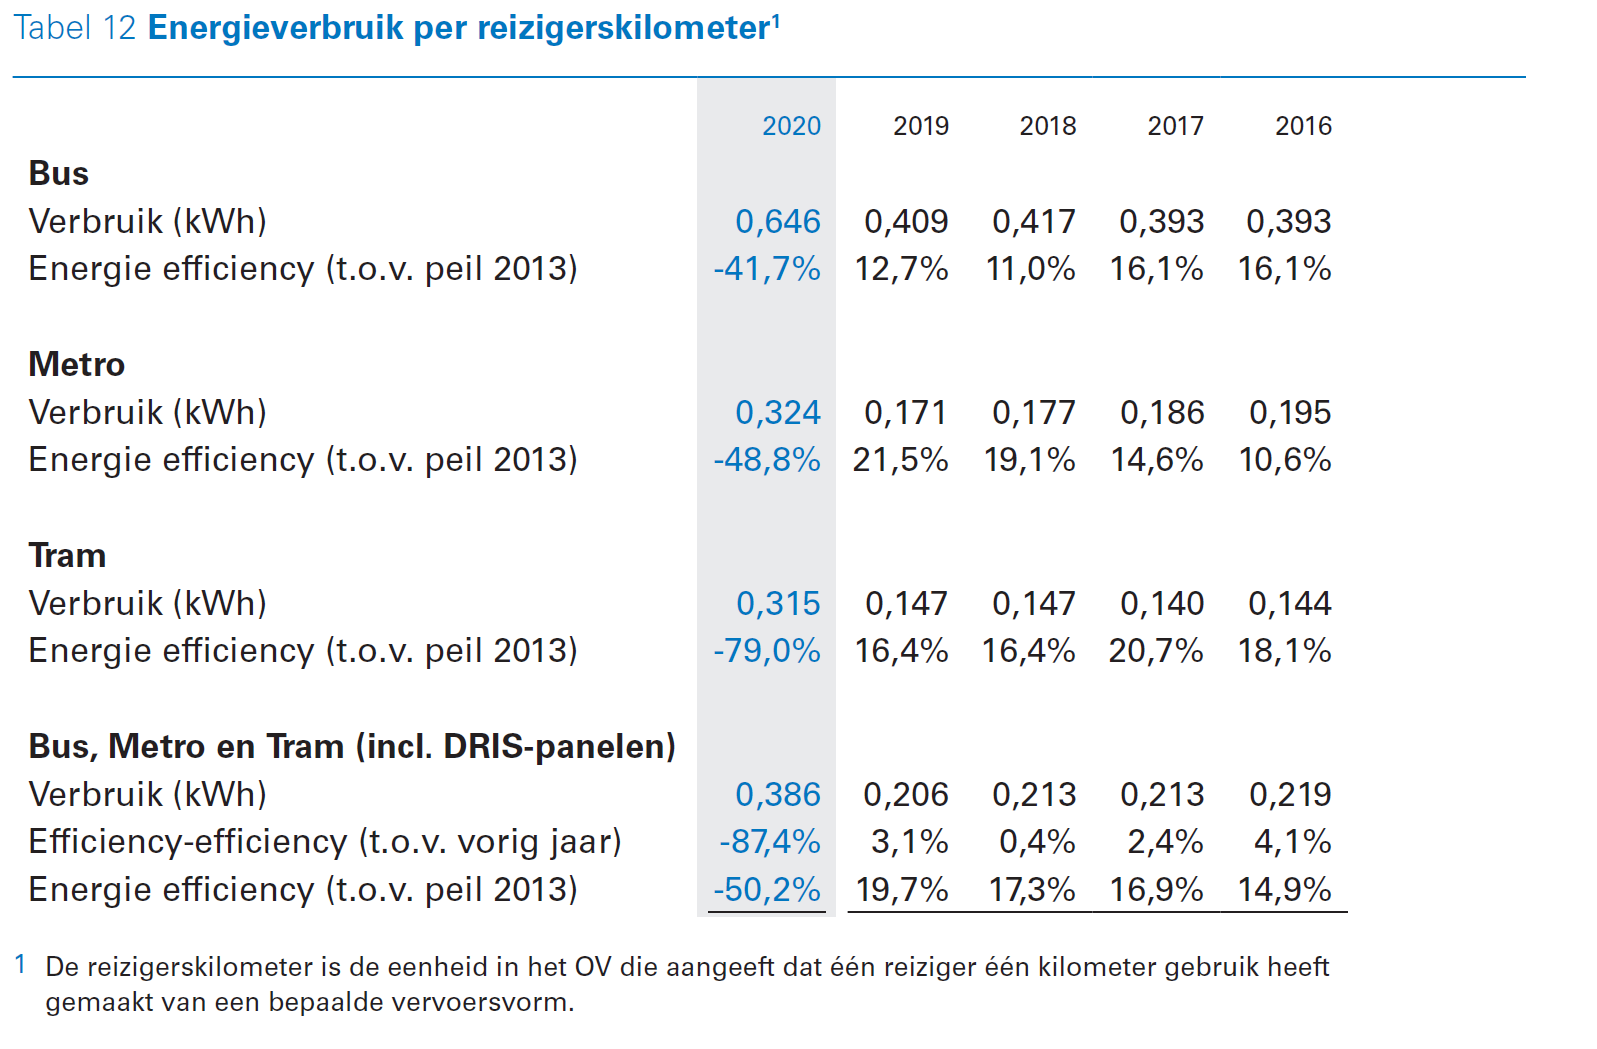 Tabel 12 Energieverbruik per reizigerskilometer¹
2020 2019 2018 2017 2016
Bus
Verbruik (kWh) 0,646 0,409 0,417 0,393 0,393
Energie efficiency (t.o.v. peil 2013) -41,7% 12,7% 11,0% 16,1% 16,1%
Metro
Verbruik (kWh) 0,324 0,171 0,177 0,186 0,195
Energie efficiency (t.o.v. peil 2013) -48,8% 21,5% 19,1% 14,6% 10,6%
Tram
Verbruik (kWh) 0,315 0,147 0,147 0,140 0,144
Energie efficiency (t.o.v. peil 2013) -79,0% 16,4% 16,4% 20,7% 18,1%
Bus, Metro en Tram (incl. DRIS-panelen)
Verbruik (kWh) 0,386 0,206 0,213 0,213 0,219
Efficiency-efficiency (t.o.v. vorig jaar) -87,4% 3,1% 0,4% 2,4% 4,1%
Energie efficiency (t.o.v. peil 2013) -50,2% 19,7% 17,3% 16,9% 14,9%
1 De reizigerskilometer is de eenheid in het OV die aangeeft dat één reiziger één kilometer gebruik heeft
gemaakt van een bepaalde vervoersvorm.